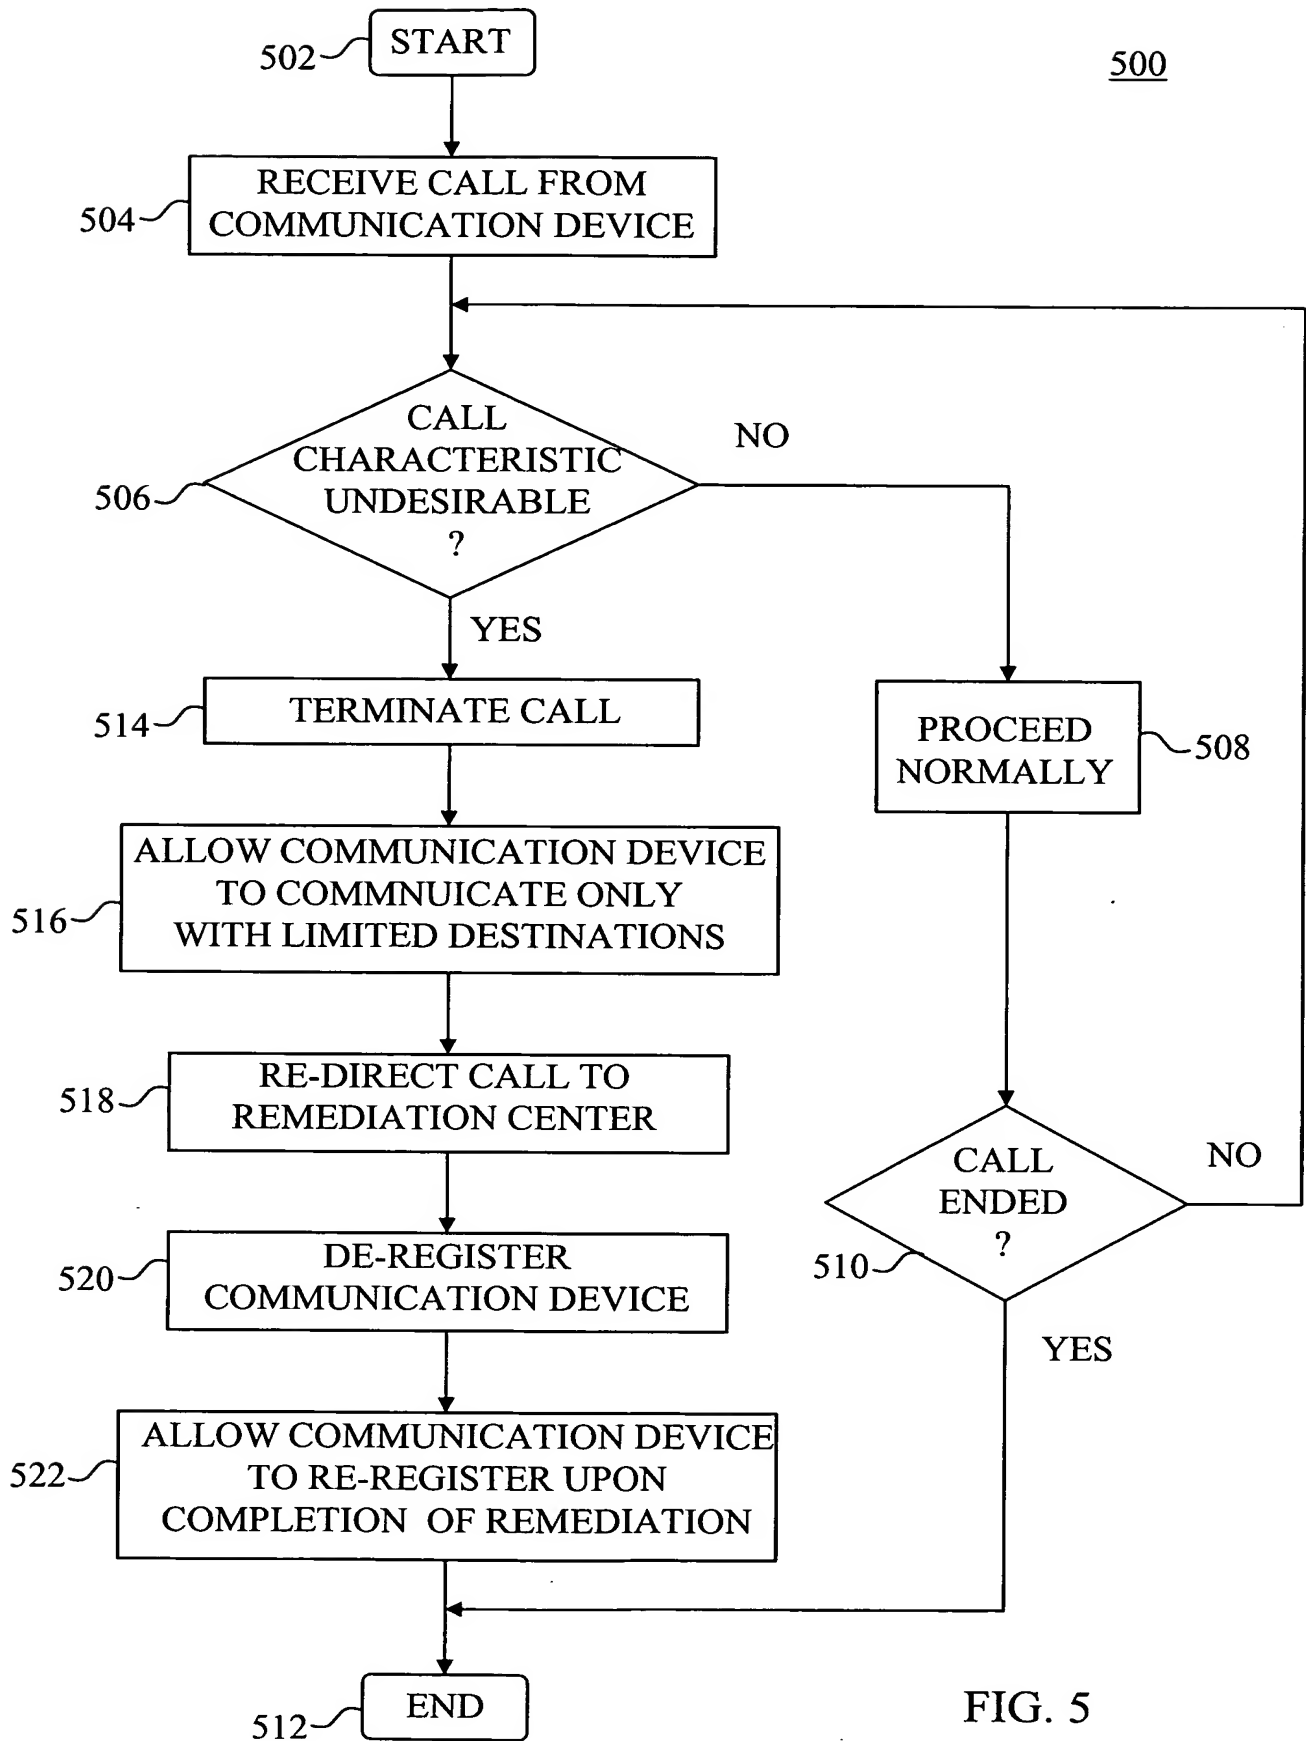 START
502
500
RECEIVE CALL FROM
COMMUNICATION DEVICE
504
CALL
CHARACTERISTIC
UNDESIRABLE
?
506
NO
YES
TERMINATE CALL
514
PROCEED
NORMALLY
508
ALLOW COMMUNICATION DEVICE
TO COMMNUICATE ONLY
WITH LIMITED DESTINATIONS
516
RE-DIRECT CALL TO
REMEDIATION CENTER
518
CALL
ENDED
?
510
NO
YES
DE-REGISTER
COMMUNICATION DEVICE
520
ALLOW COMMUNICATION DEVICE
TO RE-REGISTER UPON
COMPLETION OF REMEDIATION
522
END
512
FIG. 5